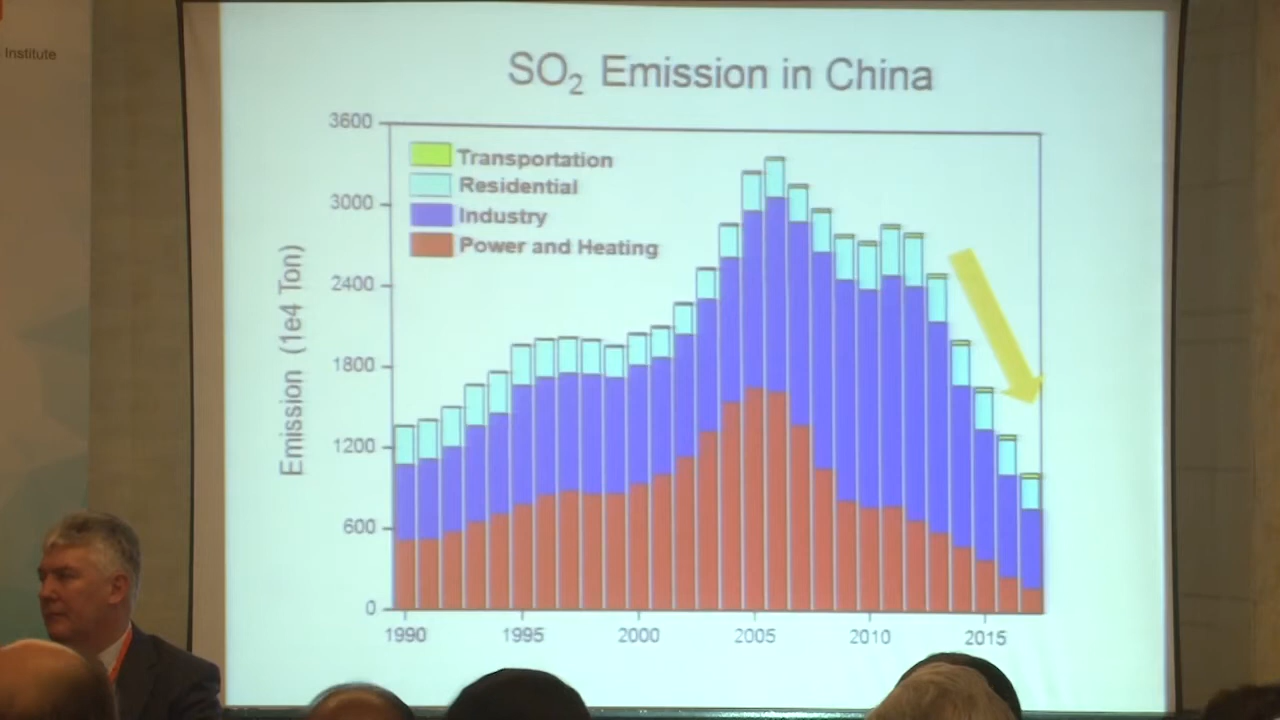 Institute
SO₂ Emission in China
3600
3000
2400
1800
1200
600
0
Emission (1e4 Ton)
Transportation
Residential
Industry
Power and Heating
1990 1995 2000 2005 2010 2015